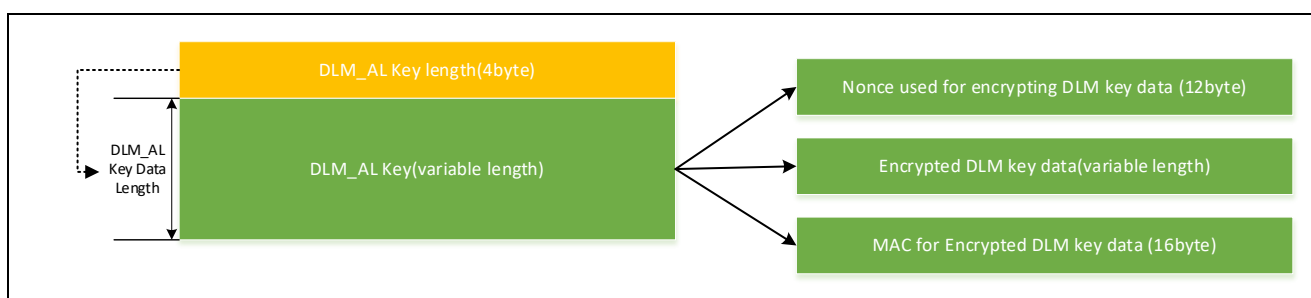 DLM_AL Key length(4byte)
DLM_AL
Key Data
Length
DLM_AL Key(variable length)
Nonce used for encrypting DLM key data (12byte)
Encrypted DLM key data(variable length)
MAC for Encrypted DLM key data (16byte)